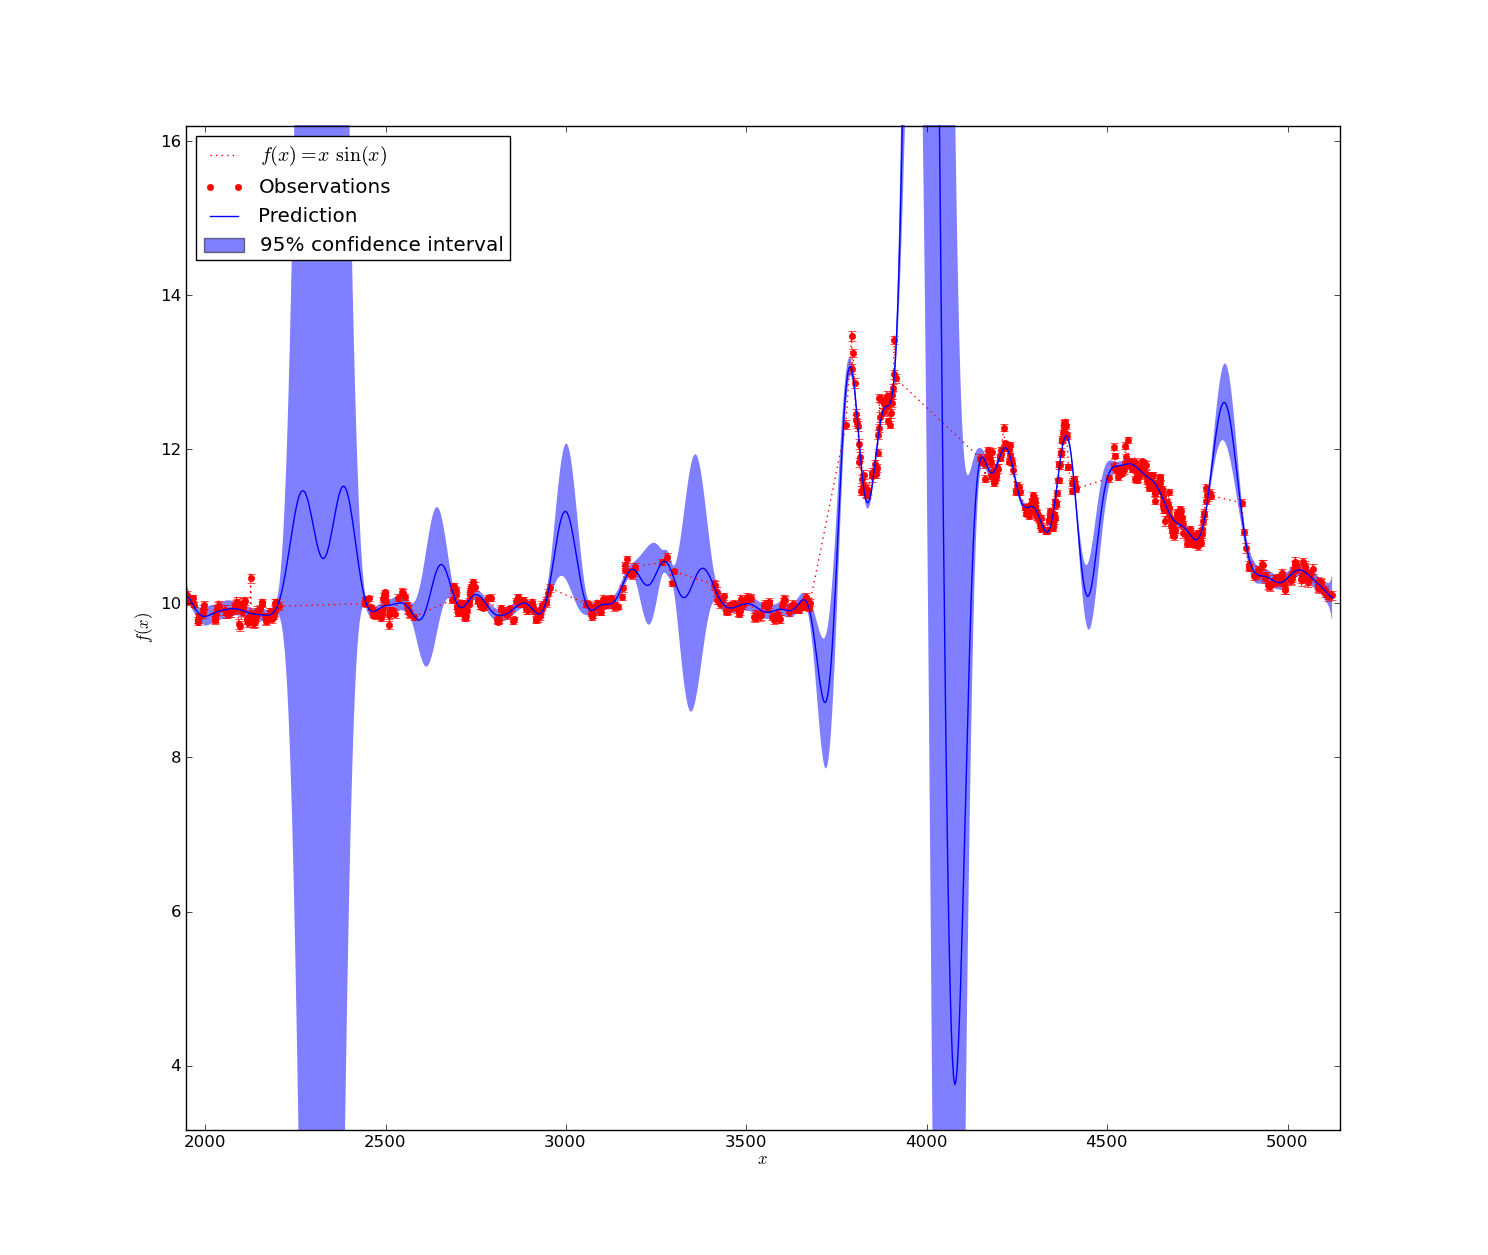 f(x) = x sin(x)
Observations
Prediction
95% confidence interval
16
14
12
10
8
6
4
f(x)
2000 2500 3000 3500 4000 4500 5000
x